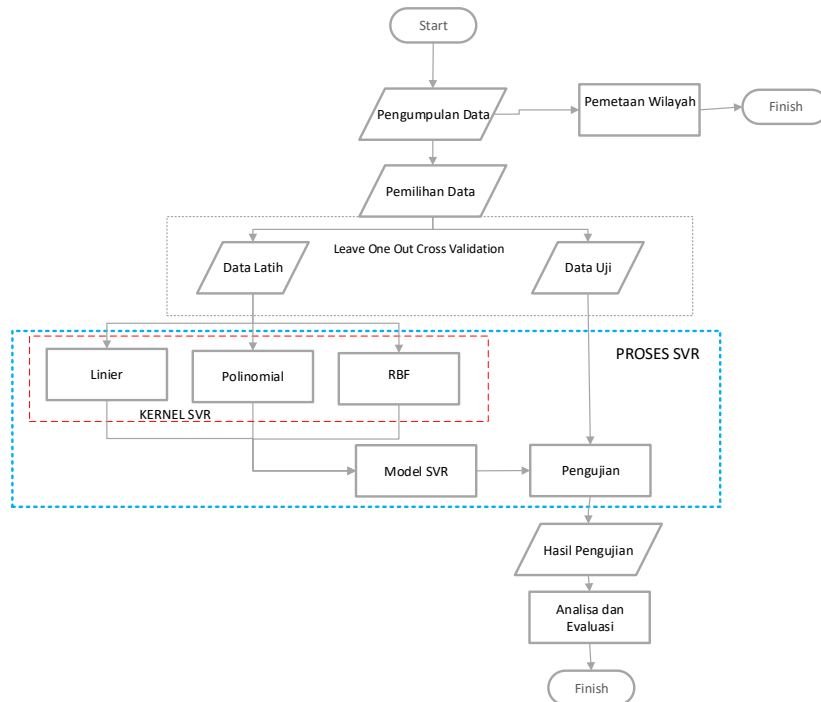 Start
Pengumpulan Data
Pemetaan Wilayah
Finish
Pemilihan Data
Leave One Out Cross Validation
Data Latih
Data Uji
PROSES SVR
Linier
Polinomial
RBF
KERNEL SVR
Model SVR
Pengujian
Hasil Pengujian
Analisa dan
Evaluasi
Finish